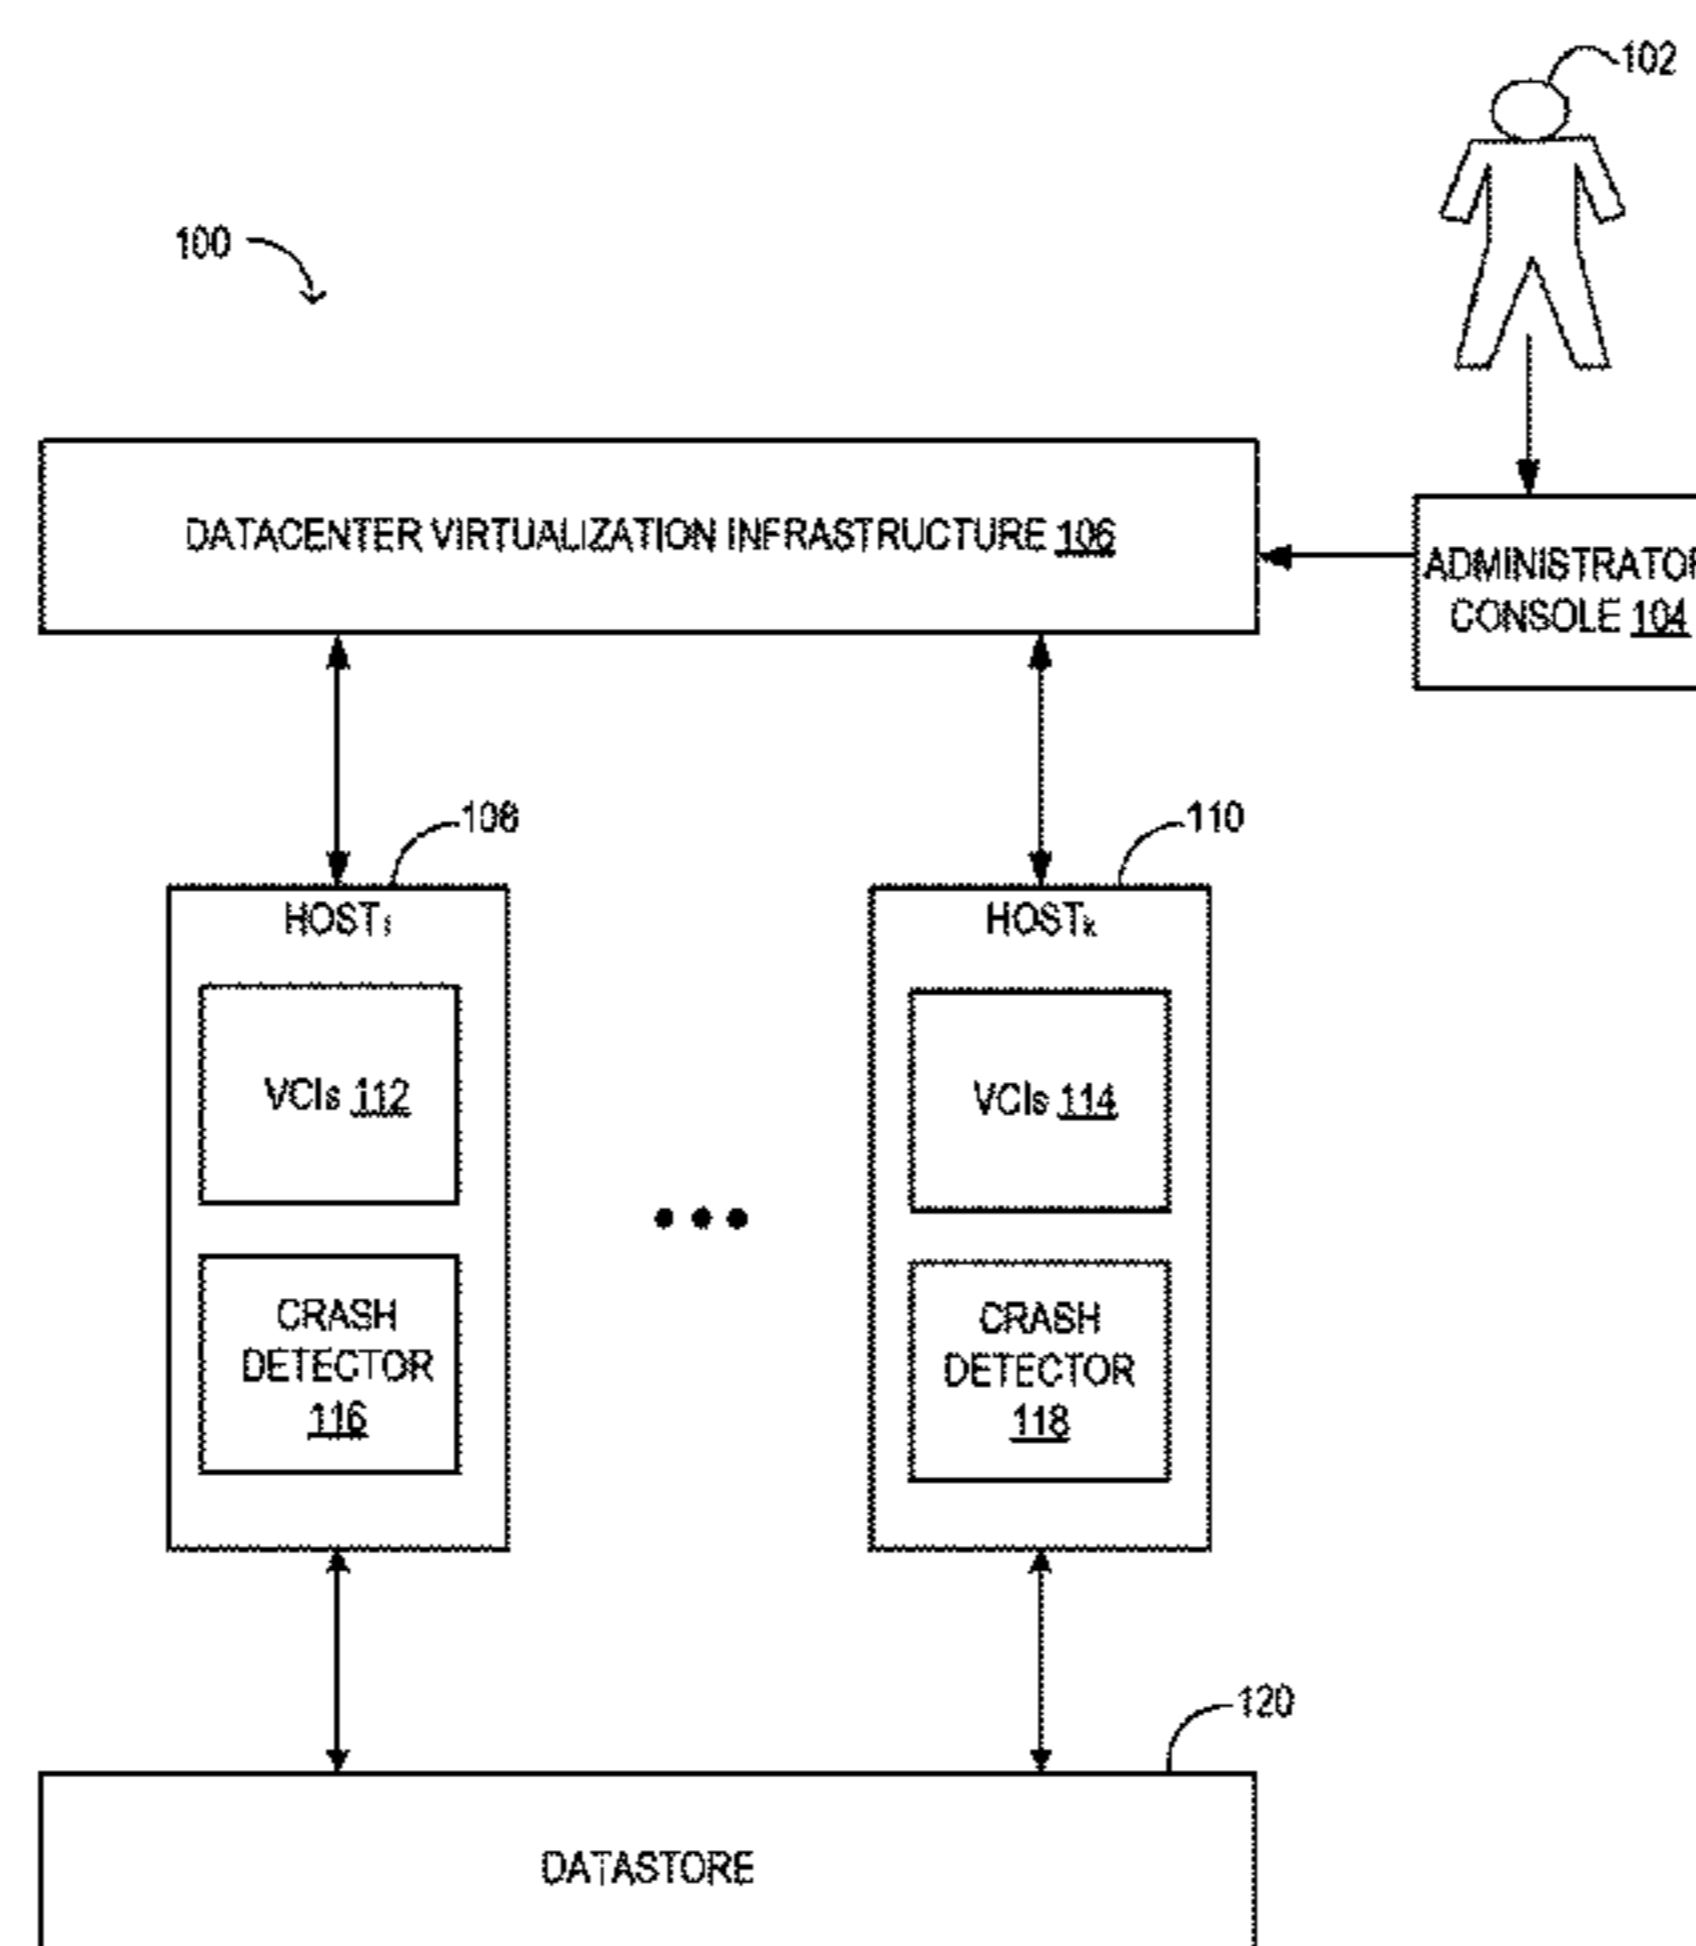 102
100
DATACENTER VIRTUALIZATION INFRASTRUCTURE 106
ADMINISTRATOR
CONSOLE 104
108
110
HOST₁
HOSTₖ
VCIs 112
VCIs 114
CRASH
DETECTOR
116
CRASH
DETECTOR
118
120
DATASTORE